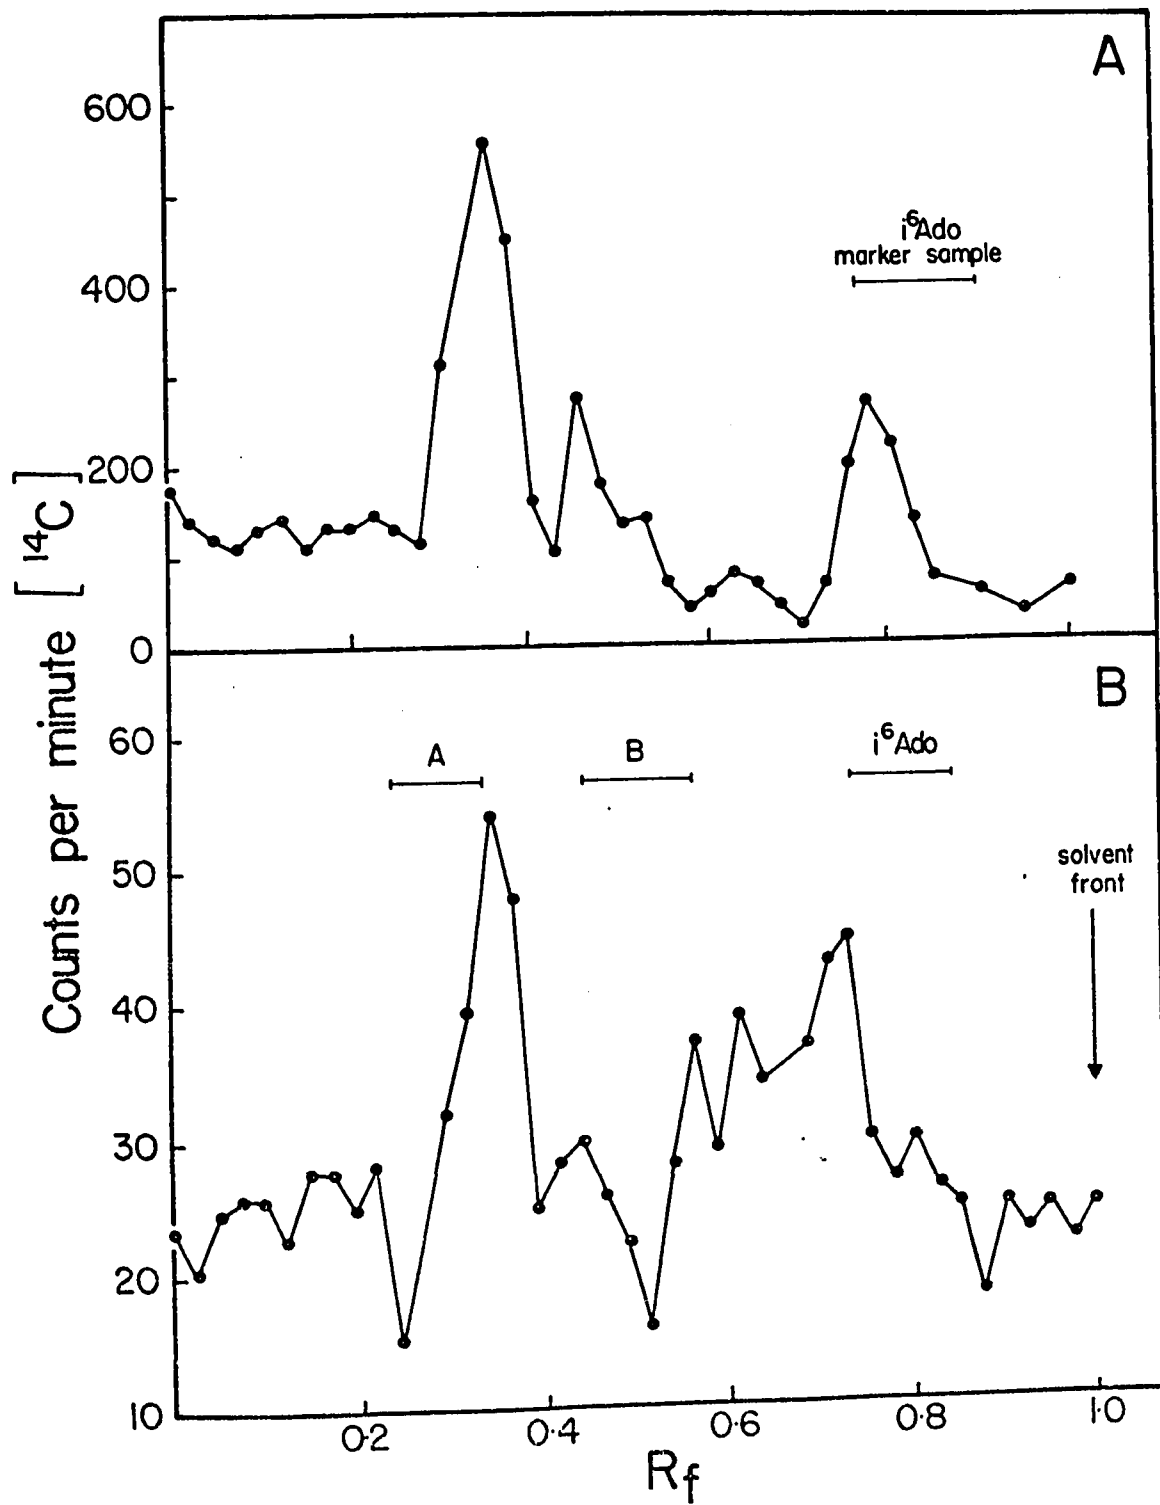 A
600
400
200
0
i⁶Ado
marker sample
Counts per minute [ ¹⁴C ]
B
60
50
40
30
20
10
A
B
i⁶Ado
solvent
front
0·2
0·4
0·6
0·8
1·0
Rf